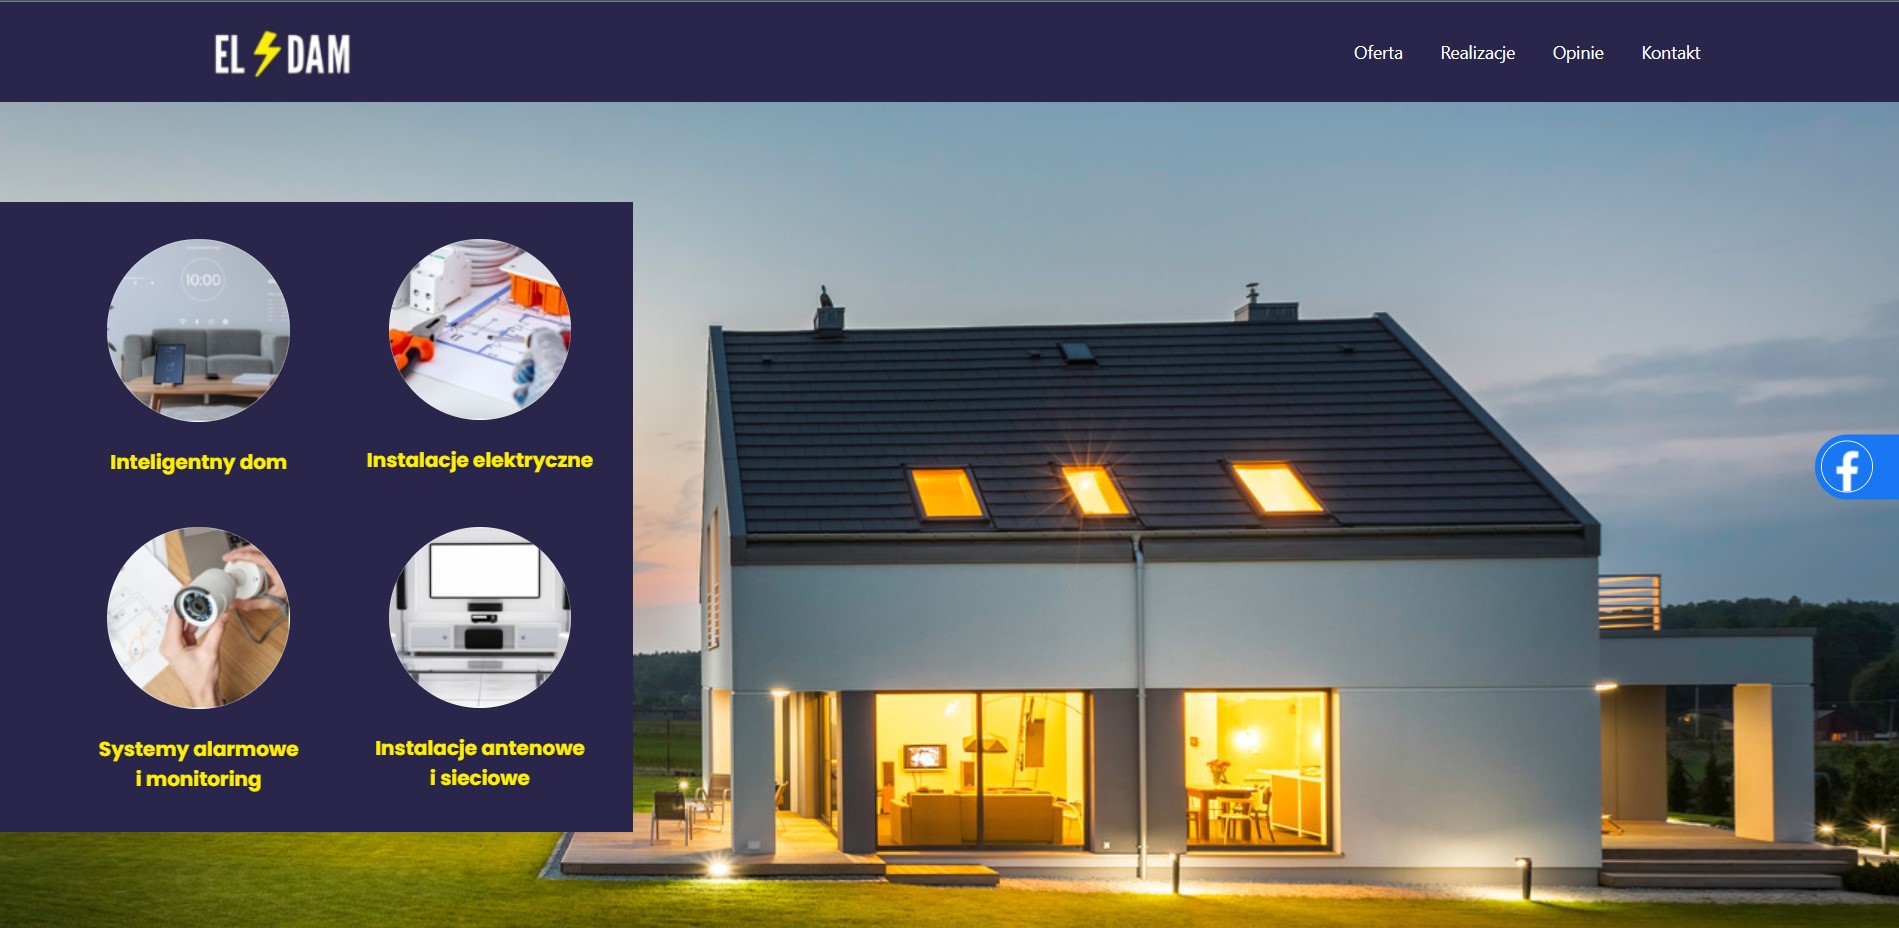 EL DAM
Oferta Realizacje Opinie Kontakt
10:00
Inteligentny dom
Instalacje elektryczne
Systemy alarmowe
i monitoring
Instalacje antenowe
i sieciowe